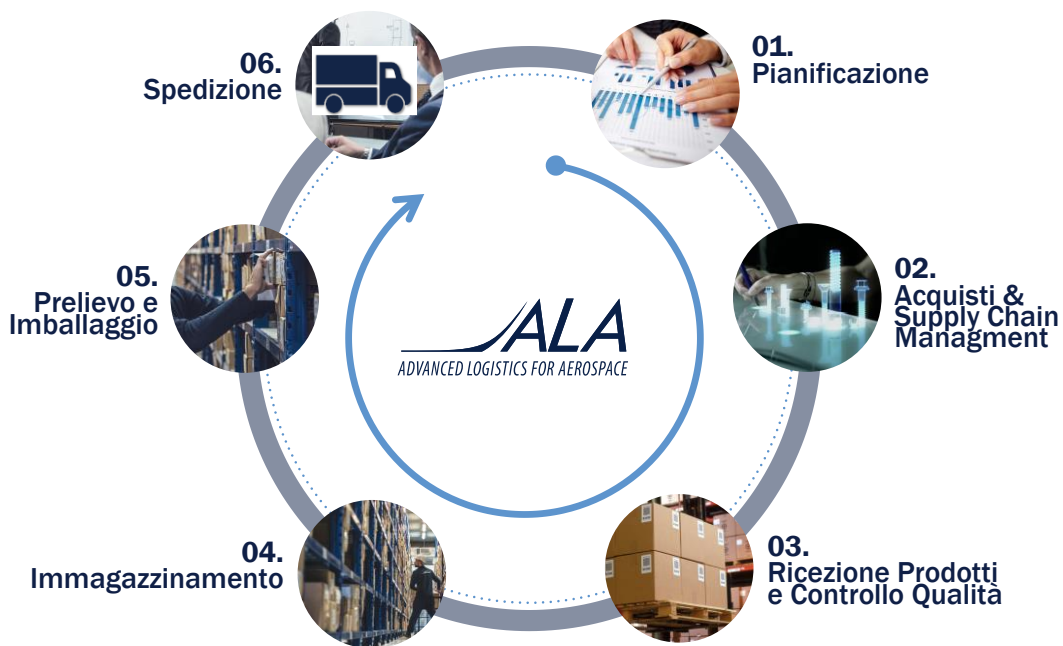 01.
Pianificazione
02.
Acquisti &
Supply Chain
Managment
03.
Ricezione Prodotti
e Controllo Qualità
04.
Immagazzinamento
05.
Prelievo e
Imballaggio
06.
Spedizione
ALA
ADVANCED LOGISTICS FOR AEROSPACE